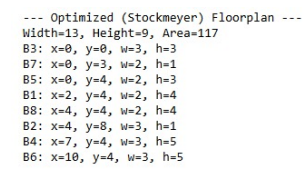 --- Optimized (Stockmeyer) Floorplan ---
Width=13, Height=9, Area=117
B3: x=0, y=0, w=3, h=3
B7: x=0, y=3, w=2, h=1
B5: x=0, y=4, w=2, h=3
B1: x=2, y=4, w=2, h=4
B8: x=4, y=4, w=2, h=4
B2: x=4, y=8, w=3, h=1
B4: x=7, y=4, w=3, h=5
B6: x=10, y=4, w=3, h=5